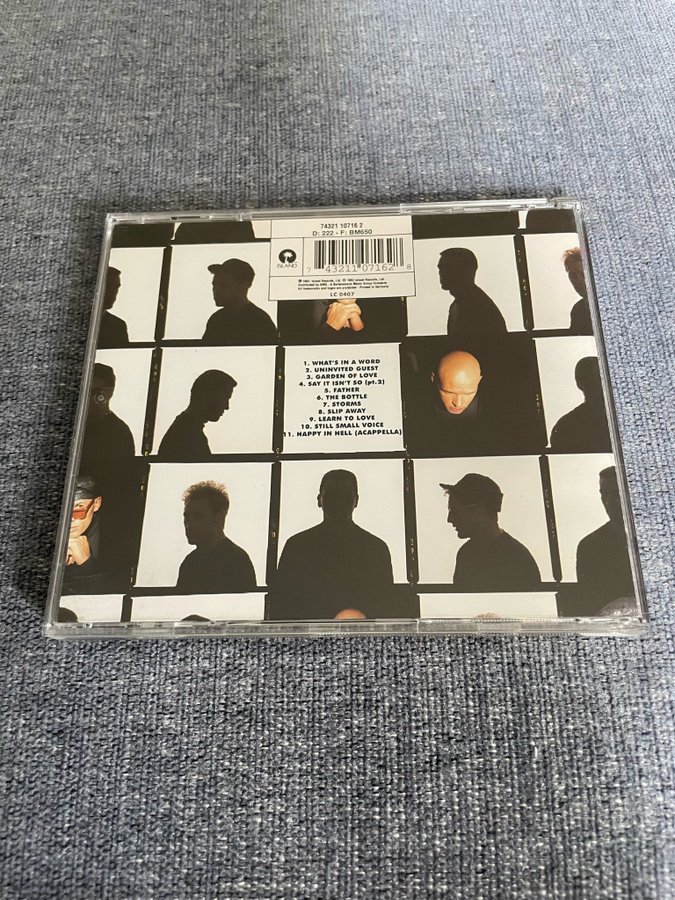 74321 10716 2
D: 222 - F: BM650
ISLAND
7 43211 07162 8
LC 0407
1. WHAT'S IN A WORD
2. UNINVITED GUEST
3. GARDEN OF LOVE
4. SAY IT ISN'T SO (pt.2)
5. FATHER
6. THE BOTTLE
7. STORMS
8. SLIP AWAY
9. LEARN TO LOVE
10. STILL SMALL VOICE
11. HAPPY IN HELL (ACAPPELLA)